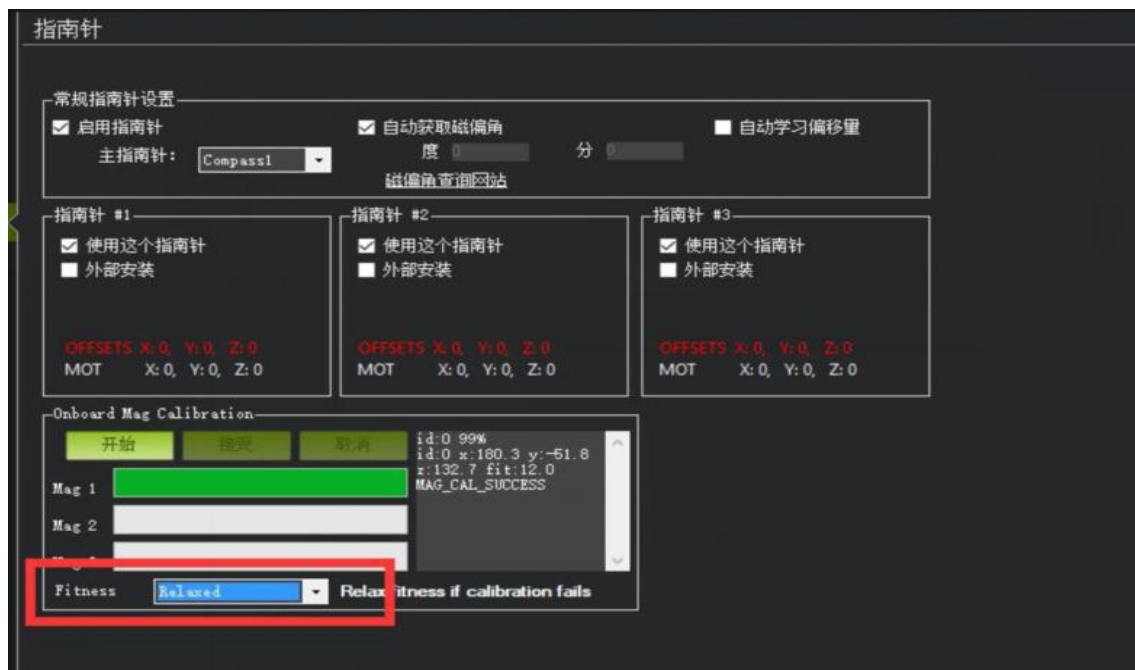 指南针
常规指南针设置
启用指南针 自动获取磁偏角 自动学习偏移量
主指南针： Compass1 度 0 分 0
磁偏角查询网站
指南针 #1 指南针 #2 指南针 #3
使用这个指南针 使用这个指南针 使用这个指南针
外部安装 外部安装 外部安装
OFFSETS X: 0, Y: 0, Z: 0 OFFSETS X: 0, Y: 0, Z: 0 OFFSETS X: 0, Y: 0, Z: 0
MOT X: 0, Y: 0, Z: 0 MOT X: 0, Y: 0, Z: 0 MOT X: 0, Y: 0, Z: 0
Onboard Mag Calibration
开始 接受 取消
id:0 99%
id:0 x:180.3 y:-51.8
z:132.7 fit:12.0
MAG_CAL_SUCCESS
Mag 1
Mag 2
Fitness Relaxed Relax fitness if calibration fails